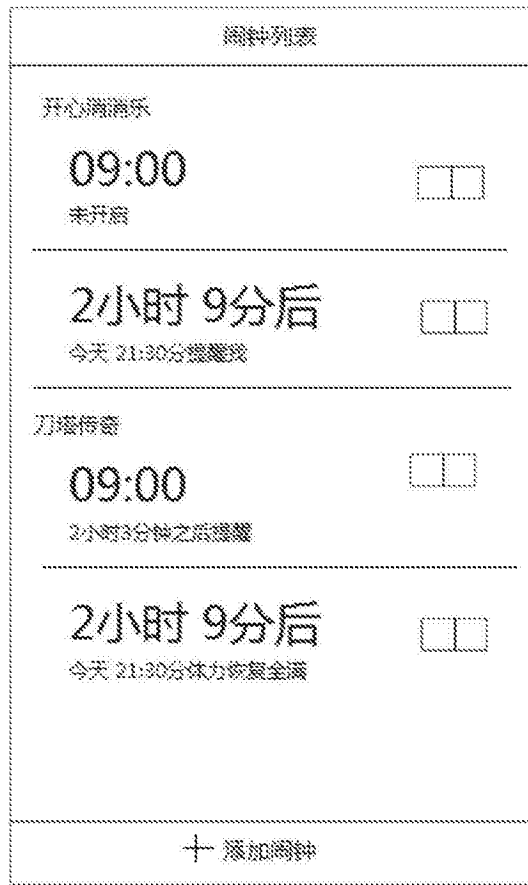 闹钟列表
开心消消乐
09:00
未开启
2小时 9分后
今天 21:30分提醒我
刀塔传奇
09:00
2小时3分钟之后提醒
2小时 9分后
今天 21:30分体力恢复全满
十 添加闹钟